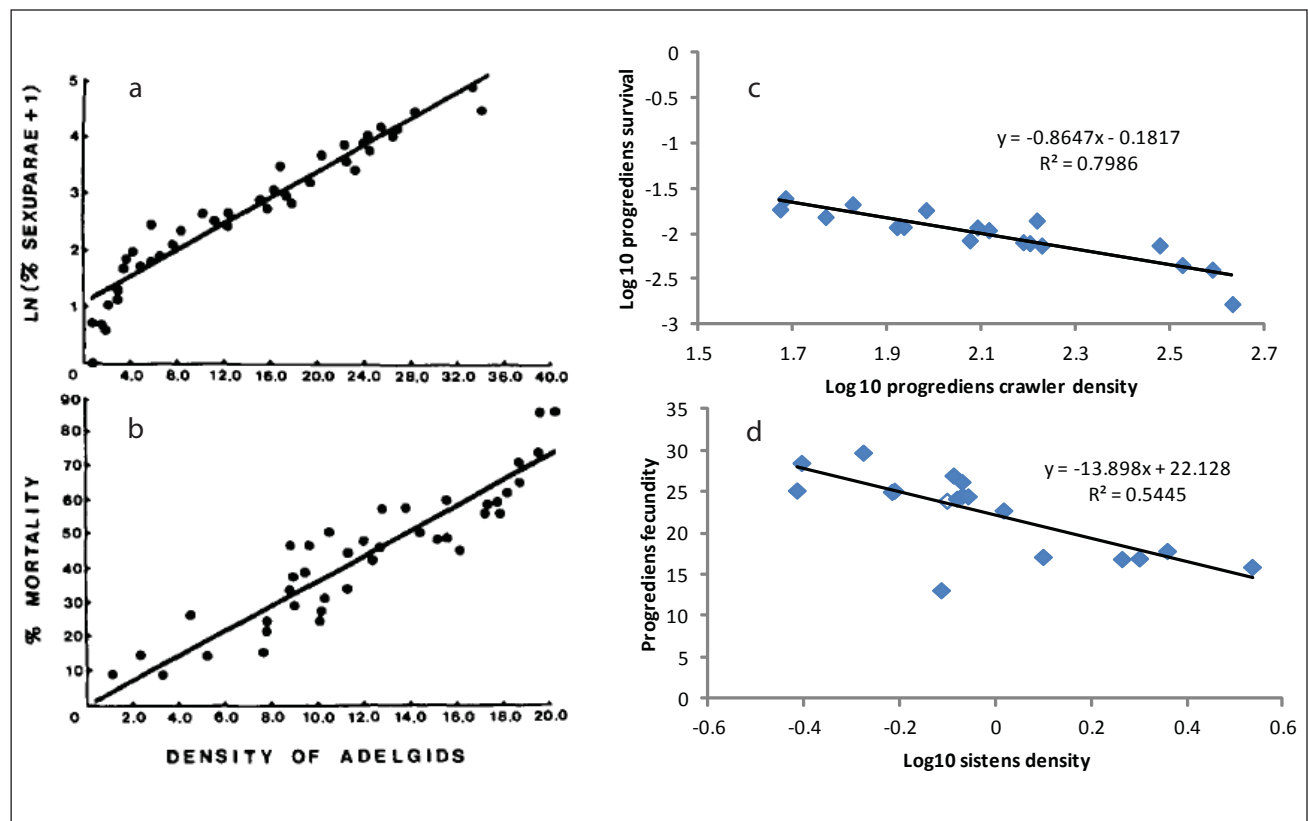 a
LN (% SEXUPARAE + 1)
5
4
3
2
1
0
4.0 8.0 12.0 16.0 20.0 24.0 28.0 32.0 36.0 40.0
b
% MORTALITY
90
80
70
60
50
40
30
20
10
0 2.0 4.0 6.0 8.0 10.0 12.0 14.0 16.0 18.0 20.0
DENSITY OF ADELGIDS
c
Log 10 progrediens survival
0
-0.5
-1
-1.5
-2
-2.5
-3
y = -0.8647x - 0.1817
R² = 0.7986
1.5 1.7 1.9 2.1 2.3 2.5 2.7
Log 10 progrediens crawler density
d
Progrediens fecundity
35
30
25
20
15
10
5
0
y = -13.898x + 22.128
R² = 0.5445
-0.6 -0.4 -0.2 0 0.2 0.4 0.6
Log10 sistens density